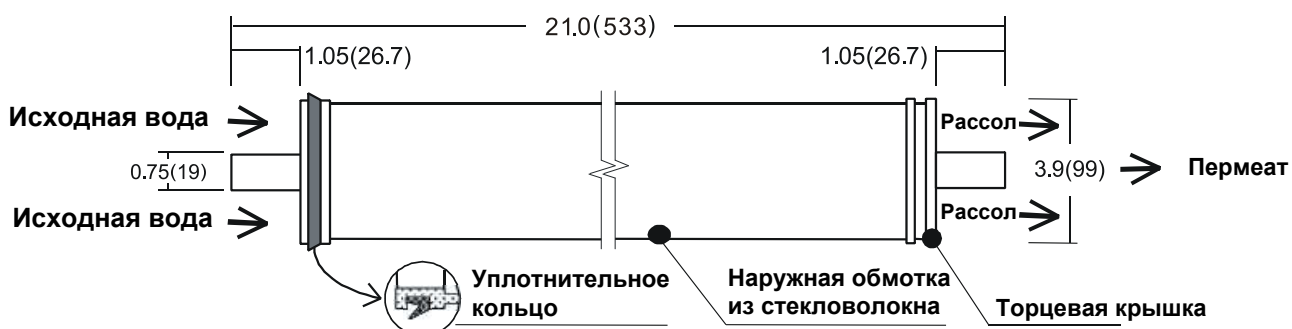 21.0(533)
1.05(26.7)
1.05(26.7)
Исходная вода
Рассол
0.75(19)
3.9(99)
Пермеат
Исходная вода
Рассол
Уплотнительное
кольцо
Наружная обмотка
из стекловолокна
Торцевая крышка